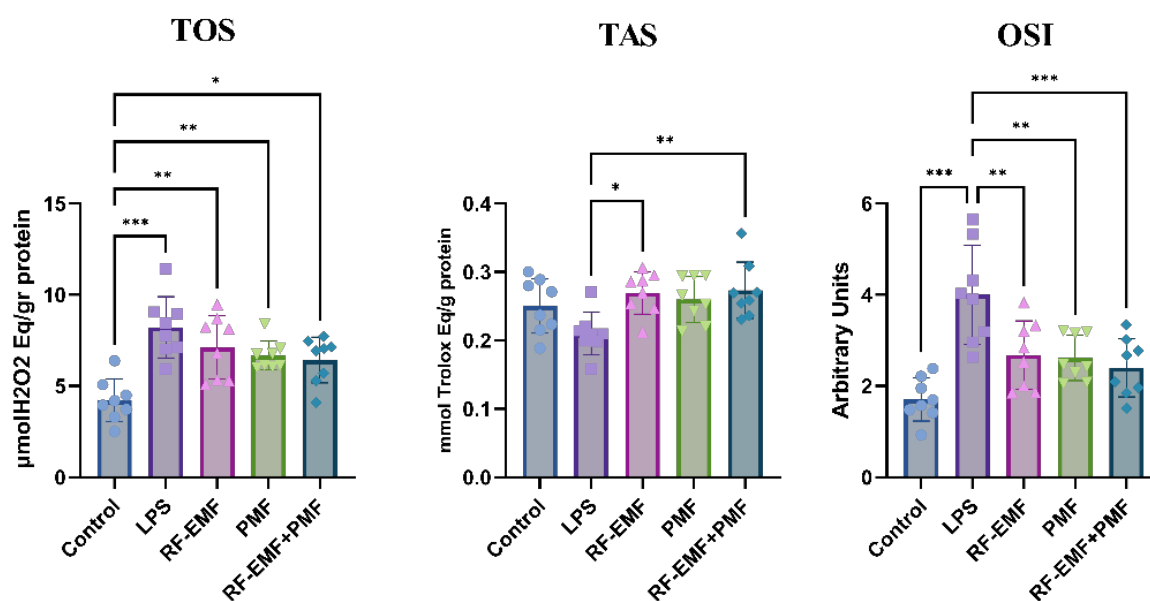 TOS
*
**
**
***
µmolH2O2 Eq/gr protein
15
10
5
0
Control
LPS
RF-EMF
PMF
RF-EMF+PMF
TAS
**
*
mmol Trolox Eq/g protein
0.4
0.3
0.2
0.1
0.0
Control
LPS
RF-EMF
PMF
RF-EMF+PMF
OSI
***
**
***
**
Arbitrary Units
6
4
2
0
Control
LPS
RF-EMF
PMF
RF-EMF+PMF